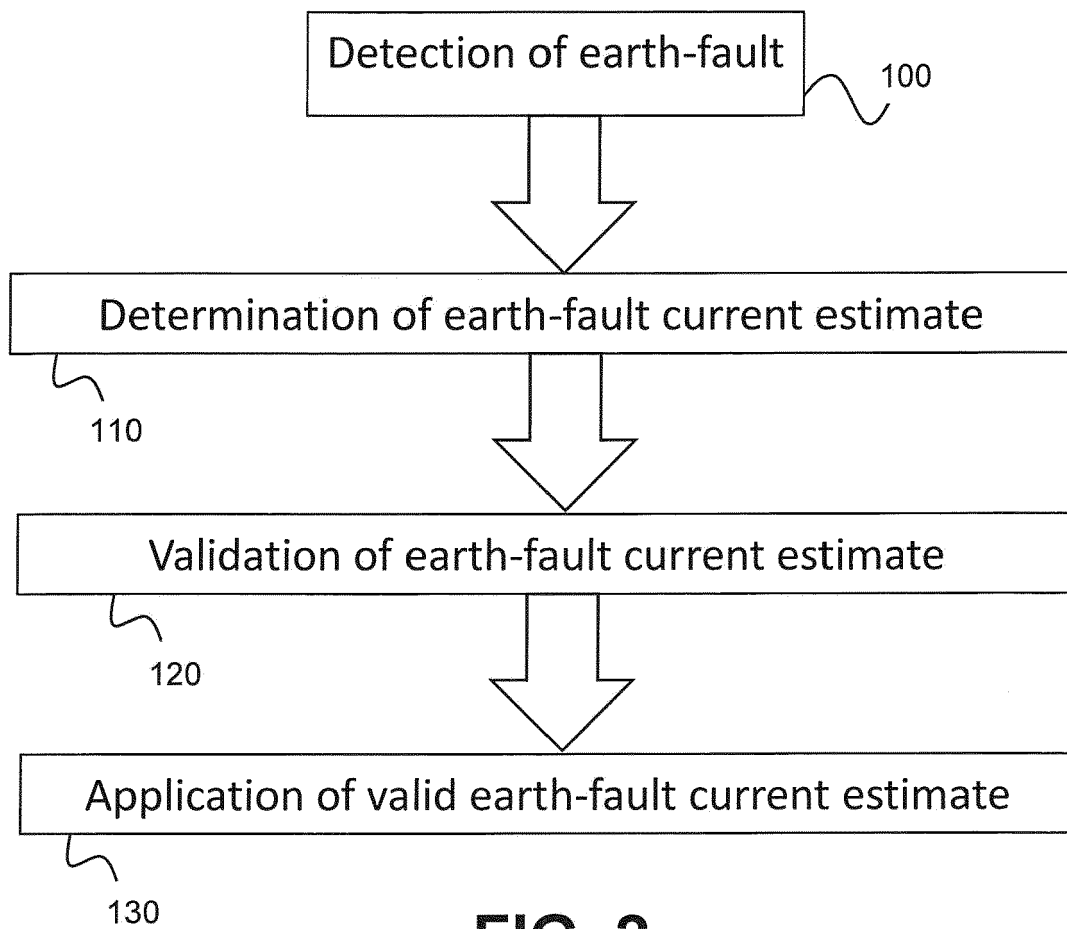 Detection of earth-fault
100
Determination of earth-fault current estimate
110
Validation of earth-fault current estimate
120
Application of valid earth-fault current estimate
130
FIG.